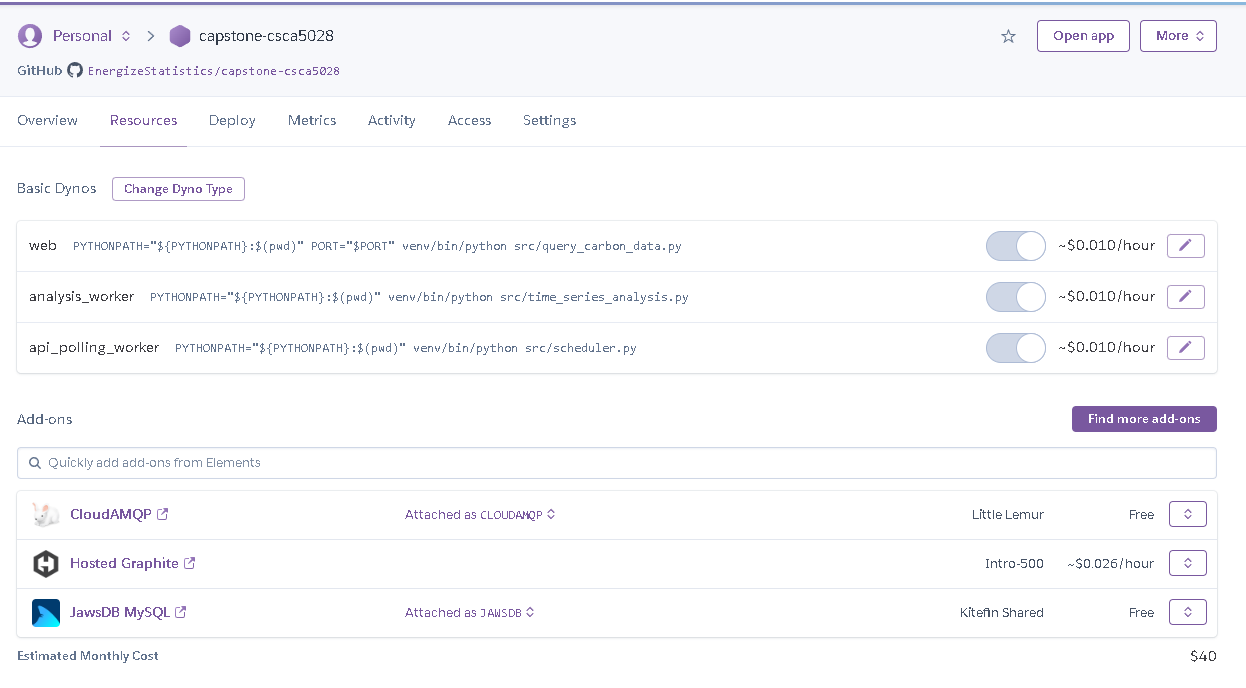 Personal capstone-csca5028 Open app More
GitHub EnergizeStatistics/capstone-csca5028
Overview Resources Deploy Metrics Activity Access Settings
Basic Dynos Change Dyno Type
web PYTHONPATH="${PYTHONPATH}:$(pwd)" PORT="$PORT" venv/bin/python src/query_carbon_data.py ~$0.010/hour
analysis_worker PYTHONPATH="${PYTHONPATH}:$(pwd)" venv/bin/python src/time_series_analysis.py ~$0.010/hour
api_polling_worker PYTHONPATH="${PYTHONPATH}:$(pwd)" venv/bin/python src/scheduler.py ~$0.010/hour
Add-ons Find more add-ons
Quickly add add-ons from Elements
CloudAMQP Attached as CLOUDAMQP Little Lemur Free
Hosted Graphite Intro-500 ~$0.026/hour
JawsDB MySQL Attached as JAWSDB Kitefin Shared Free
Estimated Monthly Cost $40